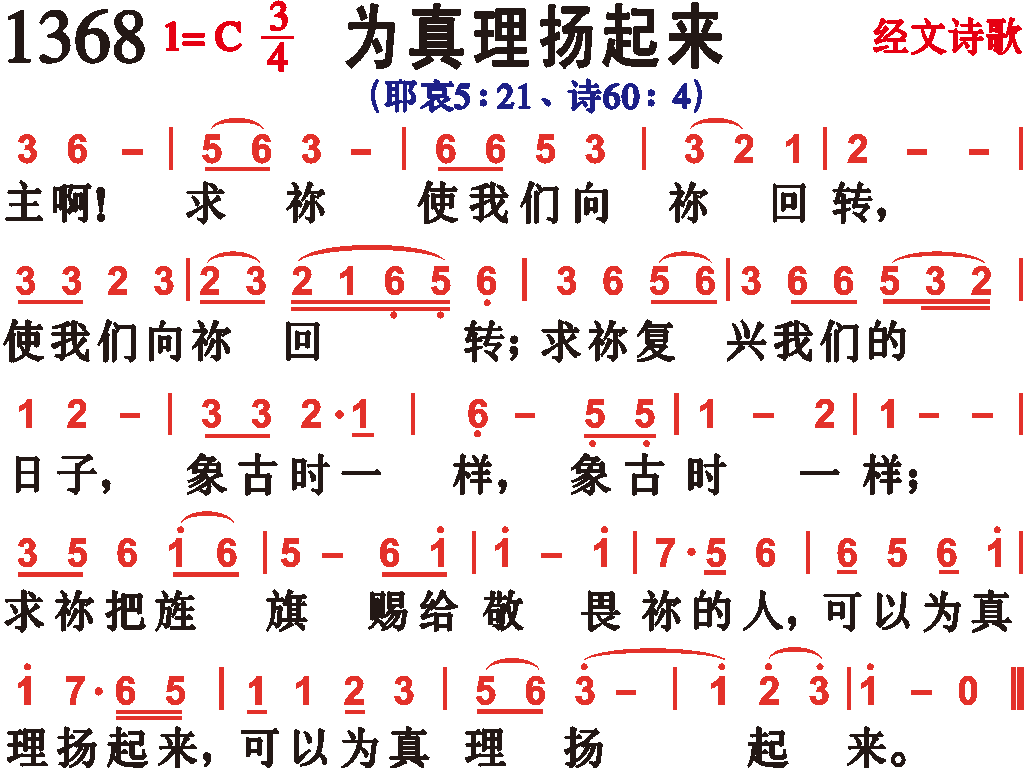 1368 1=C 3/4 为真理扬起来 经文诗歌
（耶哀5：21、诗60：4）
3 6 – | 5 6 3 – | 6 6 5 3 | 3 2 1 | 2 – – |
主啊！求祢 使我们向祢回转，
3 3 2 3 | 2 3 2 1 6 5 6 | 3 6 5 6 | 3 6 6 5 3 2 |
使我们向祢回 转；求祢复 兴我们的
1 2 – | 3 3 2 · 1 | 6 – 5 5 | 1 – 2 | 1 – – |
日子，象古时一样，象古时 一样；
3 5 6 i 6 | 5 – 6 i | i – i | 7 · 5 6 | 6 5 6 i |
求祢把旌 旗 赐给敬 畏祢的人，可以为真
i 7 · 6 5 | 1 1 2 3 | 5 6 3 – | i 2 3 | i – 0
理扬起来，可以为真 理 扬 起 来。